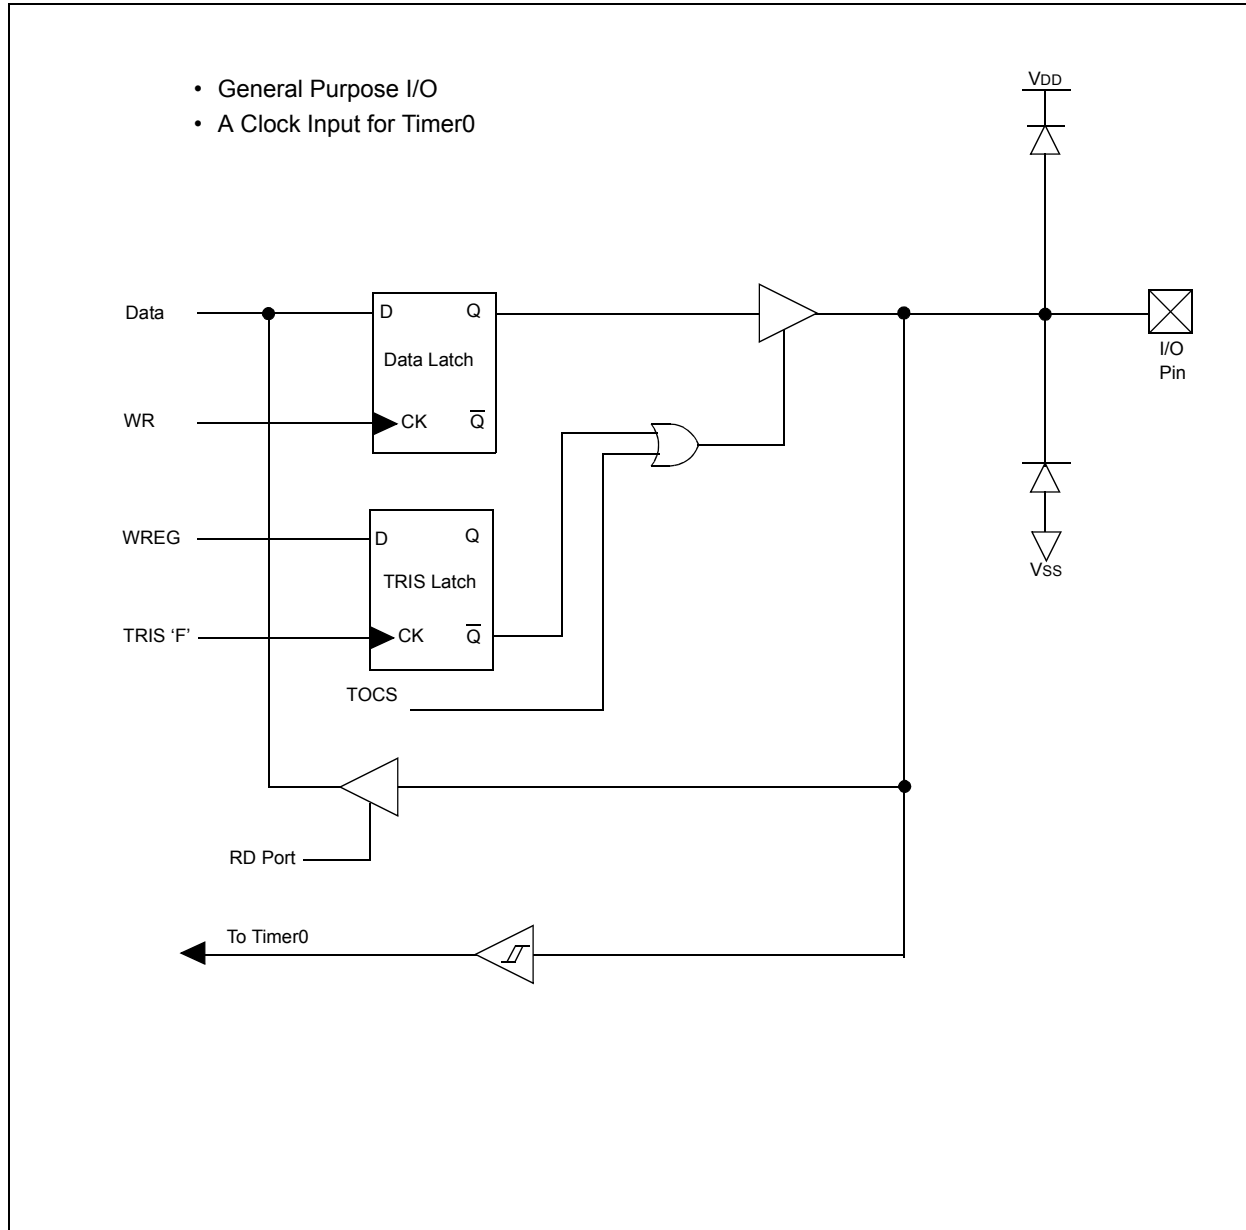 • General Purpose I/O
• A Clock Input for Timer0
VDD
Data
D
Q
Data Latch
WR
CK
Q̅
I/O
Pin
WREG
D
Q
TRIS Latch
TRIS ‘F’
CK
Q̅
VSS
TOCS
RD Port
To Timer0